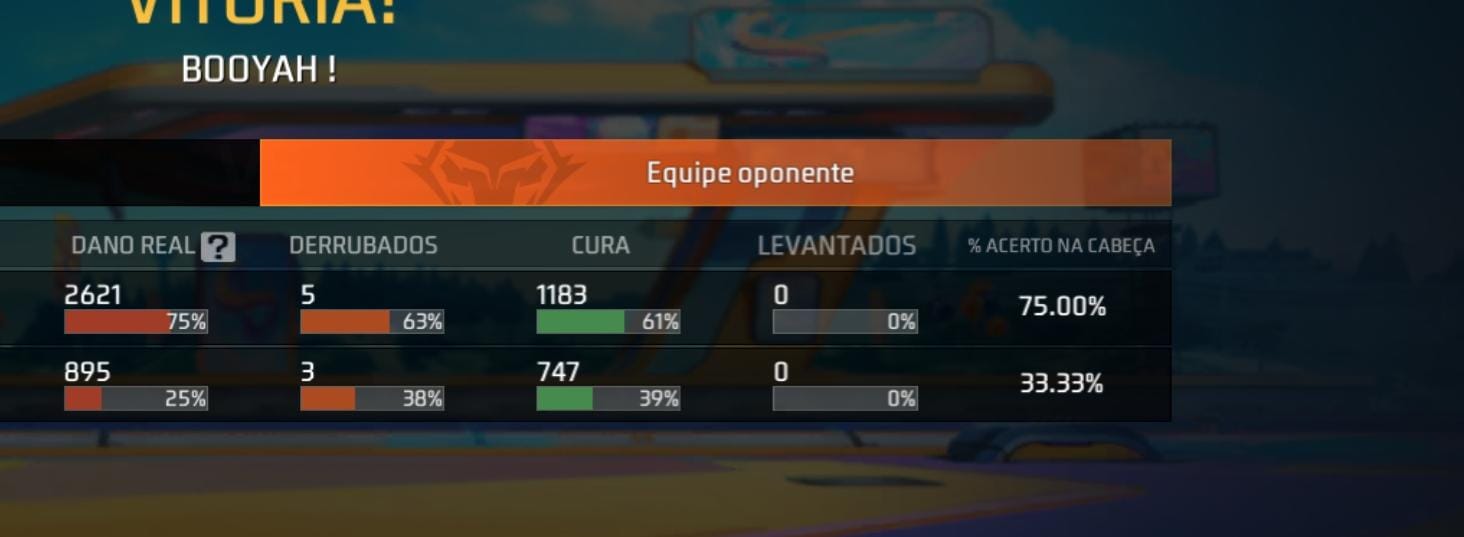 VITÓRIA!
BOOYAH !
Equipe oponente
DANO REAL ? DERRUBADOS CURA LEVANTADOS % ACERTO NA CABEÇA
2621 5 1183 0
75% 63% 61% 0% 75.00%
895 3 747 0
25% 38% 39% 0% 33.33%